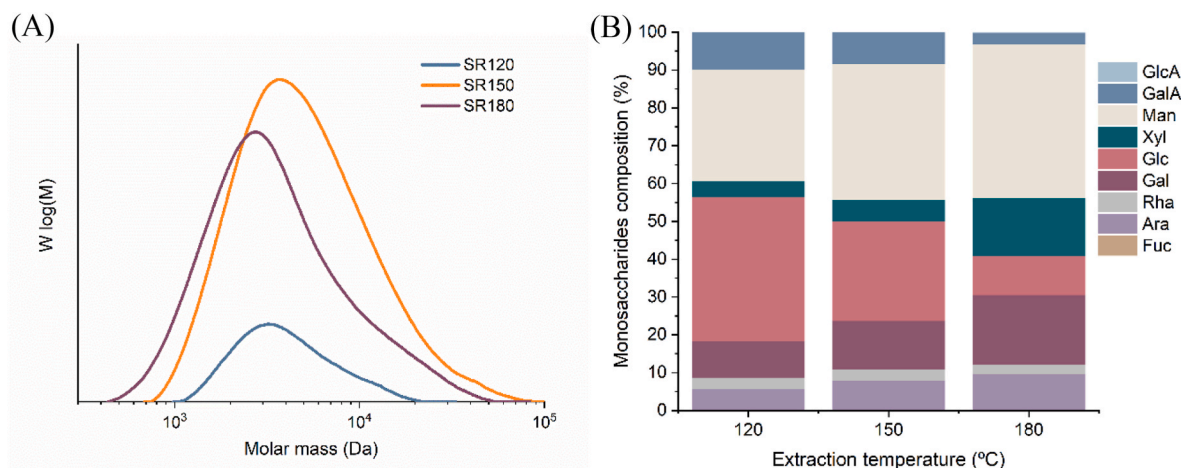 (A)
SR120
SR150
SR180
W log(M)
10³
10⁴
10⁵
Molar mass (Da)
(B)
Monosaccharides composition (%)
100
90
80
70
60
50
40
30
20
10
0
120
150
180
Extraction temperature (ºC)
GlcA
GalA
Man
Xyl
Glc
Gal
Rha
Ara
Fuc